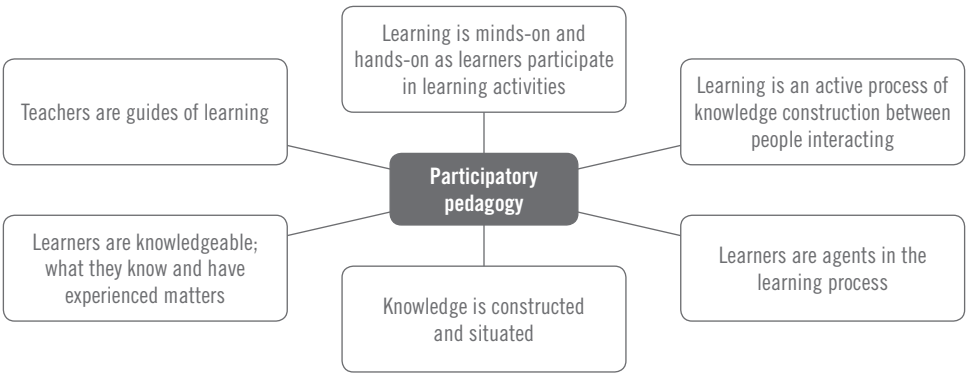 Learning is minds-on and
hands-on as learners participate
in learning activities
Teachers are guides of learning
Learning is an active process of
knowledge construction between
people interacting
Participatory
pedagogy
Learners are knowledgeable;
what they know and have
experienced matters
Knowledge is constructed
and situated
Learners are agents in the
learning process